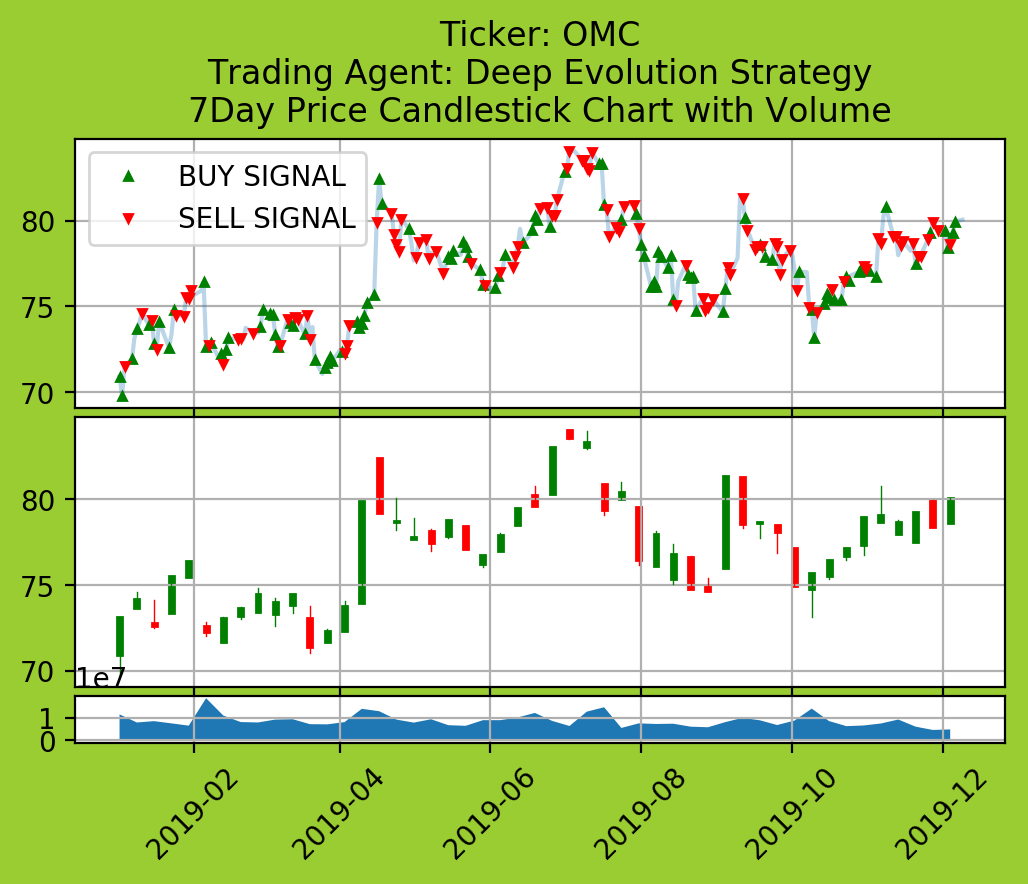 Ticker: OMC
Trading Agent: Deep Evolution Strategy
7Day Price Candlestick Chart with Volume
BUY SIGNAL
SELL SIGNAL
80
75
70
80
75
70
1e7
1
0
2019-02
2019-04
2019-06
2019-08
2019-10
2019-12